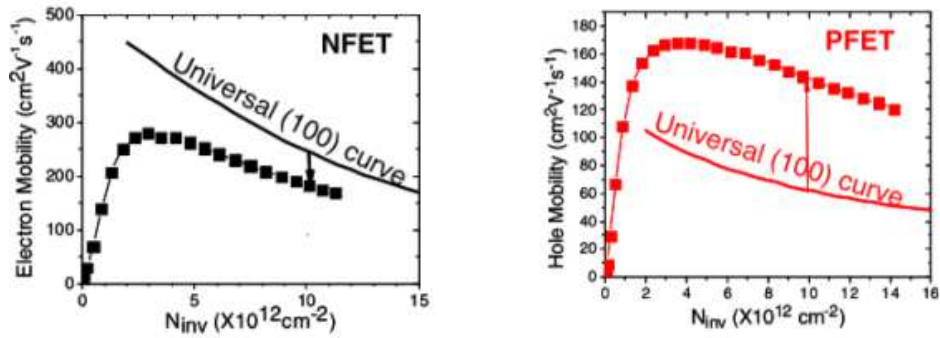 NFET
Universal (100) curve
Electron Mobility (cm²V⁻¹s⁻¹)
500
400
300
200
100
0
0 5 10 15
Ninv (X10¹²cm⁻²)
PFET
Universal (100) curve
Hole Mobility (cm²V⁻¹s⁻¹)
200
180
160
140
120
100
80
60
40
20
0
0 2 4 6 8 10 12 14 16
Ninv (X10¹² cm⁻²)